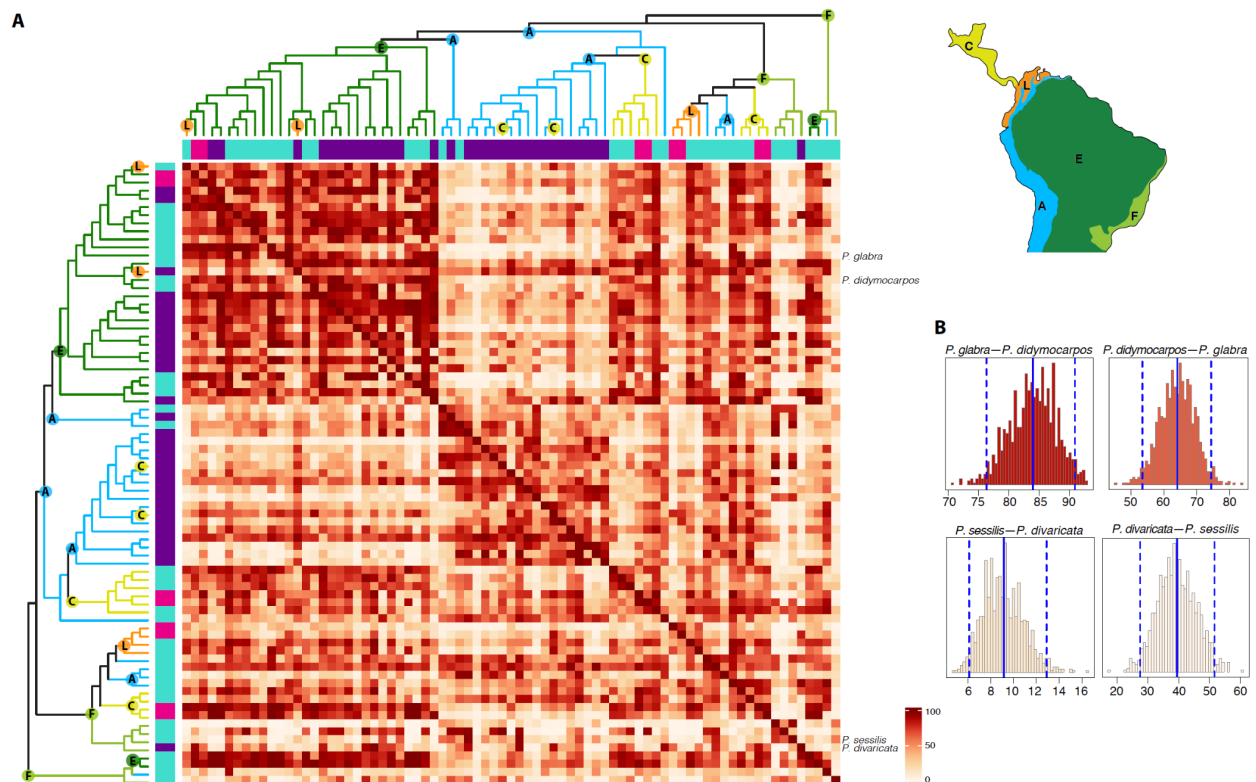 A
F
A
A
E
A C
F
L
A
C C C
L L E
C
L
E
A
F
L
L
E
A
C
A
C
A
C
L
A
C
F
E
F
P. glabra
P. didymocarpos
P. sessilis
P. divaricata
100
50
0
B
P. glabra—P. didymocarpos
P. didymocarpos—P. glabra
70 75 80 85 90
50 60 70 80
P. sessilis—P. divaricata
P. divaricata—P. sessilis
6 8 10 12 14 16
20 30 40 50 60